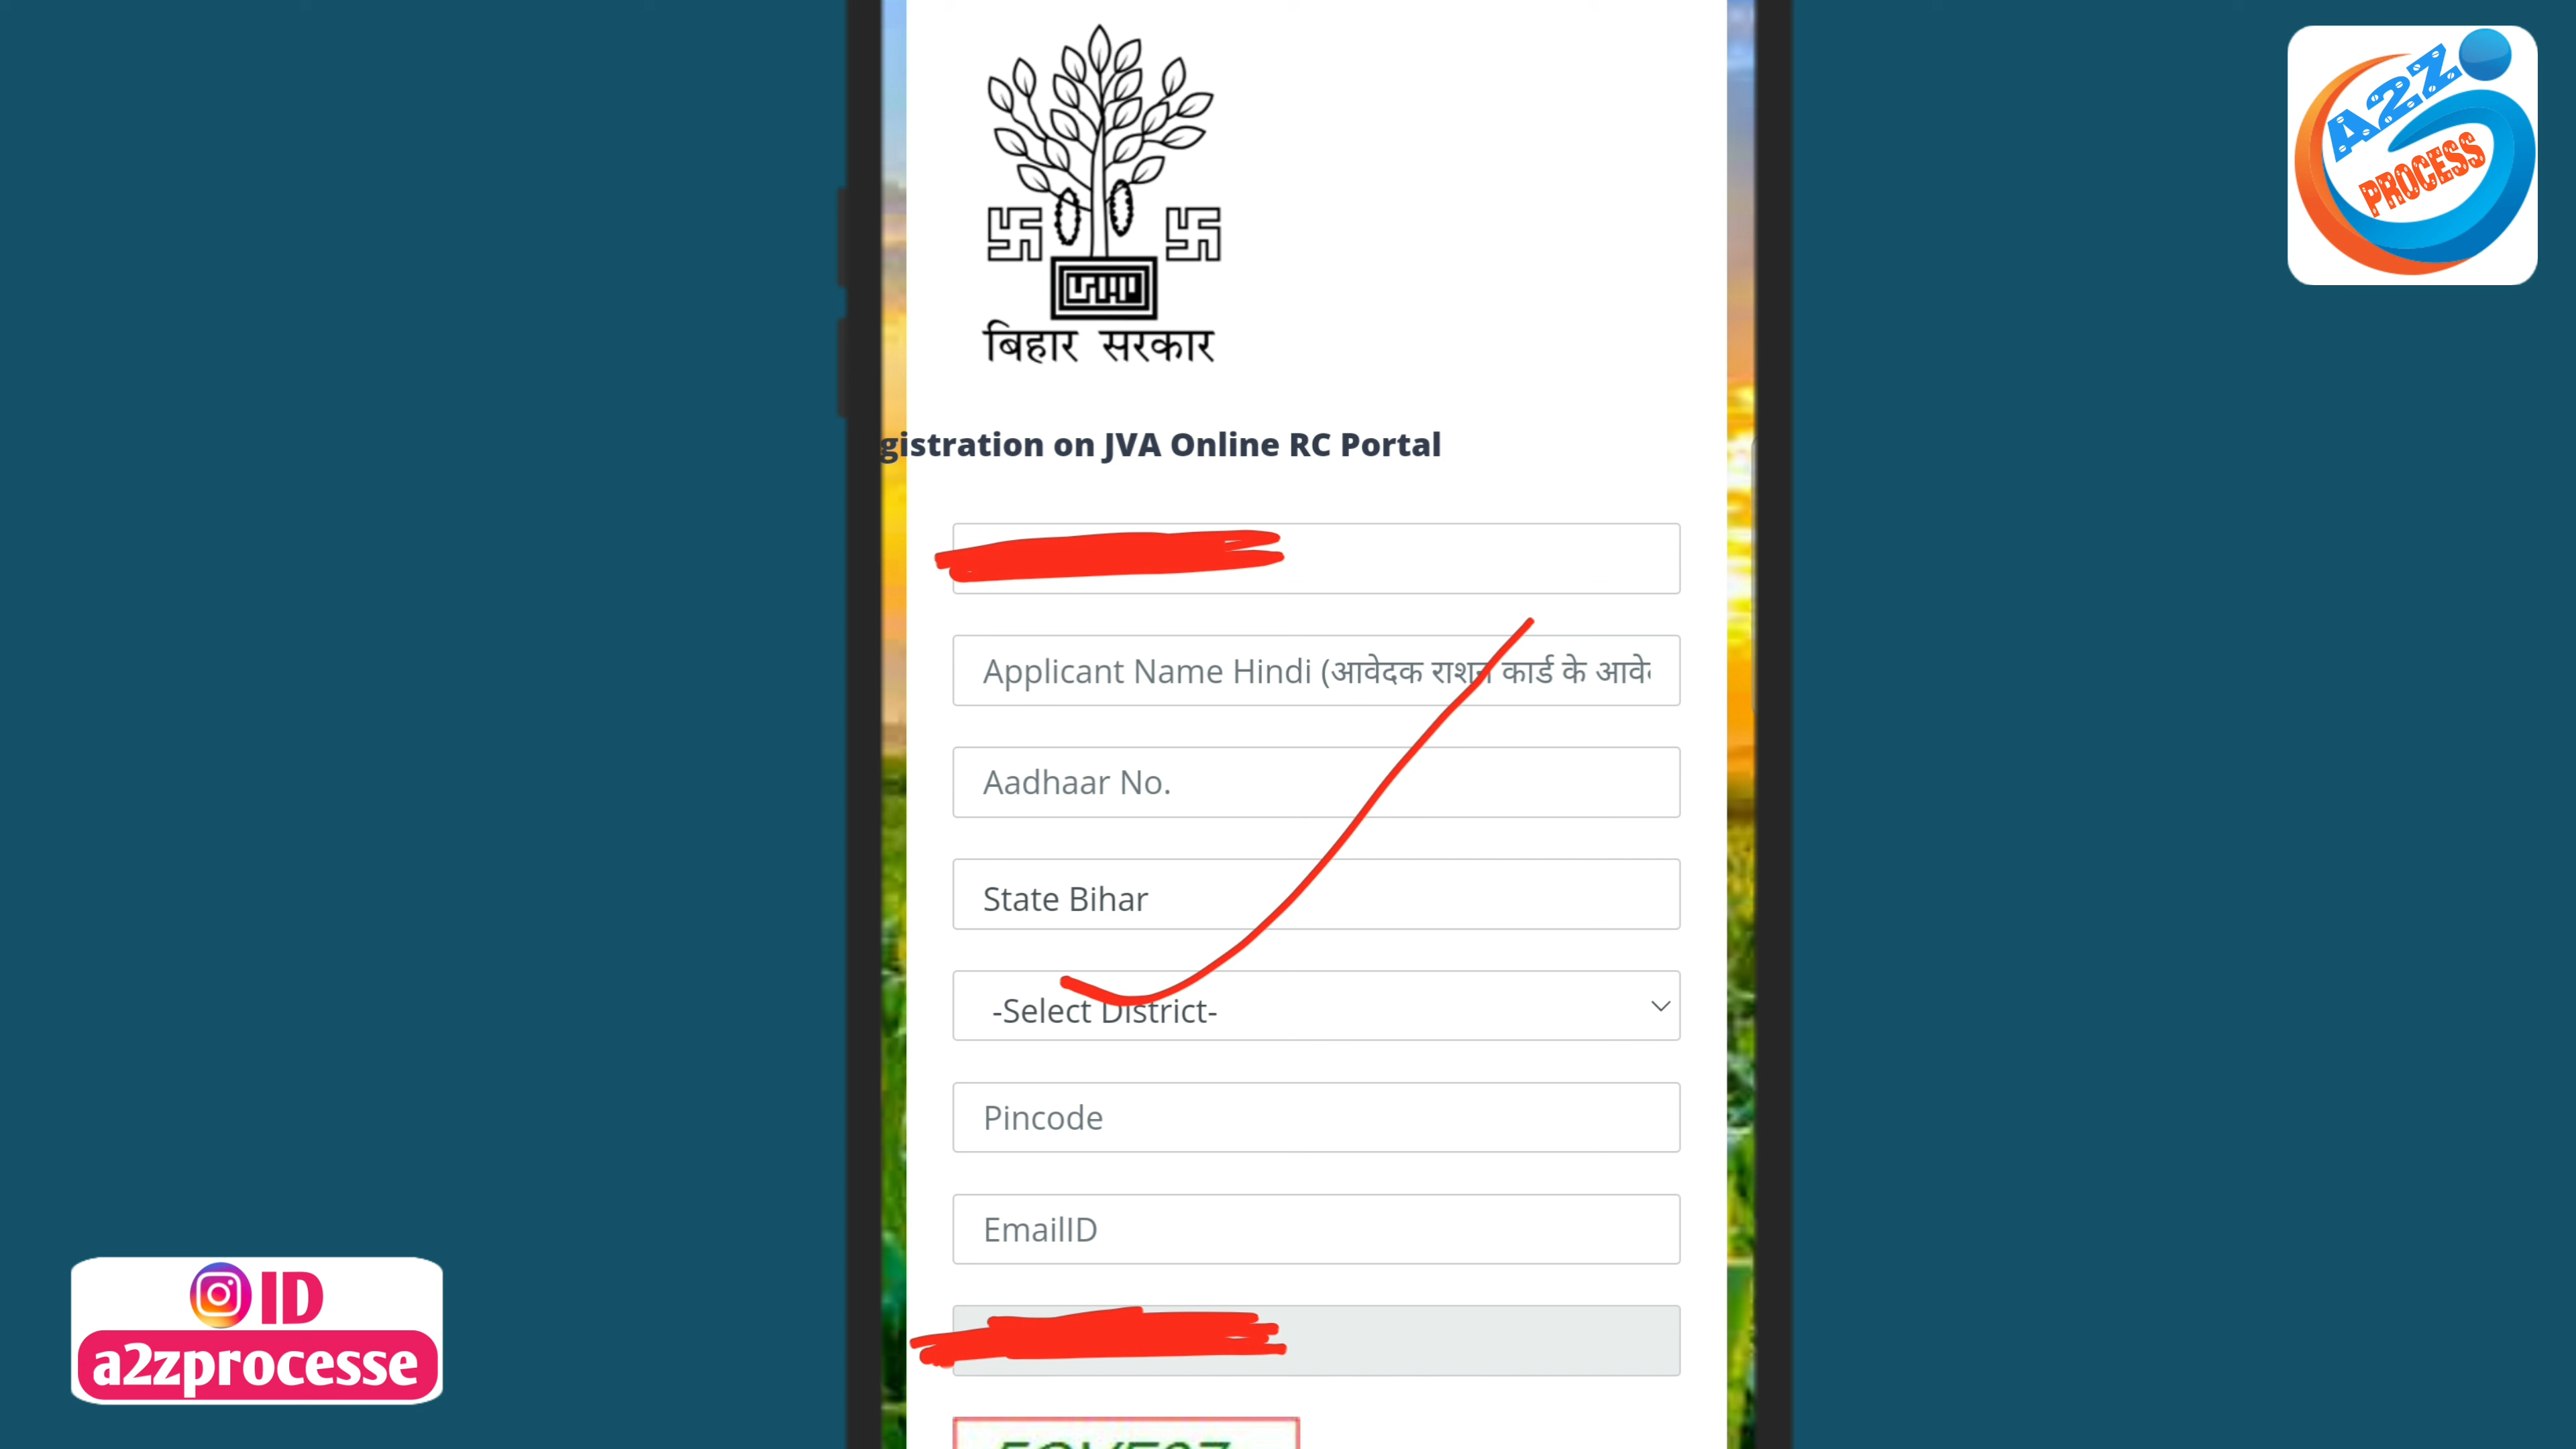 A2Z
PROCESS
बिहार सरकार
gistration on JVA Online RC Portal
Applicant Name Hindi (आवेदक राशन कार्ड के आवे
Aadhaar No.
State Bihar
-Select District-
Pincode
EmailID
ID
a2zprocesse